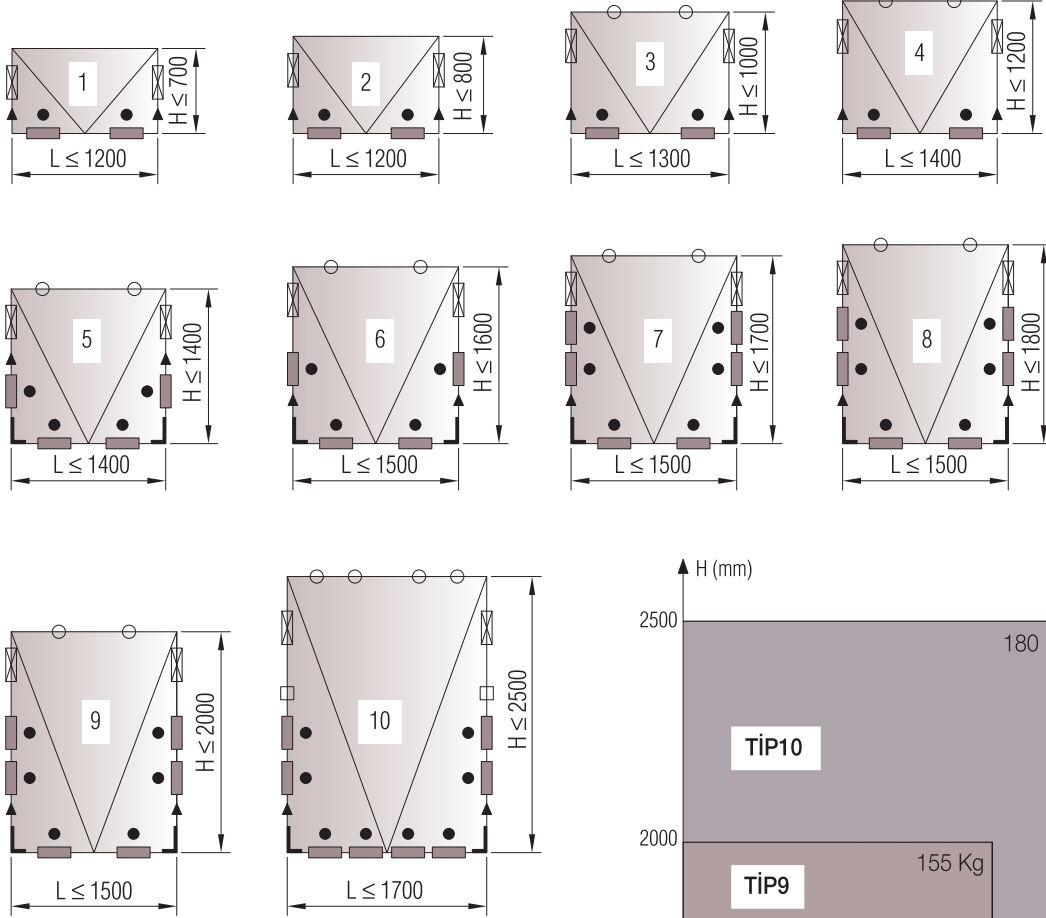 1
H ≤ 700
L ≤ 1200
2
H ≤ 800
L ≤ 1200
3
H ≤ 1000
L ≤ 1300
4
H ≤ 1200
L ≤ 1400
5
H ≤ 1400
L ≤ 1400
6
H ≤ 1600
L ≤ 1500
7
H ≤ 1700
L ≤ 1500
8
H ≤ 1800
L ≤ 1500
9
H ≤ 2000
L ≤ 1500
10
H ≤ 2500
L ≤ 1700
H (mm)
2500
180
TİP10
2000
155 Kg
TİP9